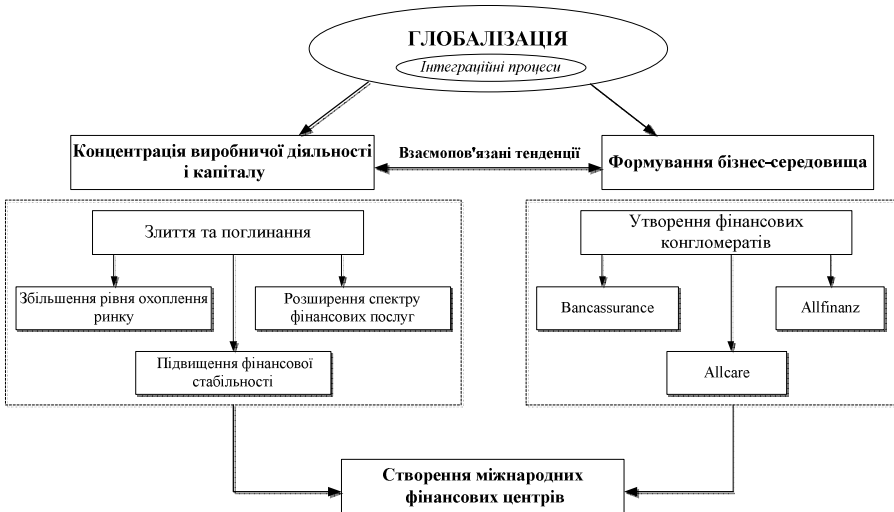 ГЛОБАЛІЗАЦІЯ
Інтеграційні процеси
Концентрація виробничої діяльності
і капіталу
Взаємопов'язані тенденції
Формування бізнес-середовища
Злиття та поглинання
Збільшення рівня охоплення
ринку
Розширення спектру
фінансових послуг
Підвищення фінансової
стабільності
Утворення фінансових
конгломератів
Bancassurance
Allfinanz
Allcare
Створення міжнародних
фінансових центрів